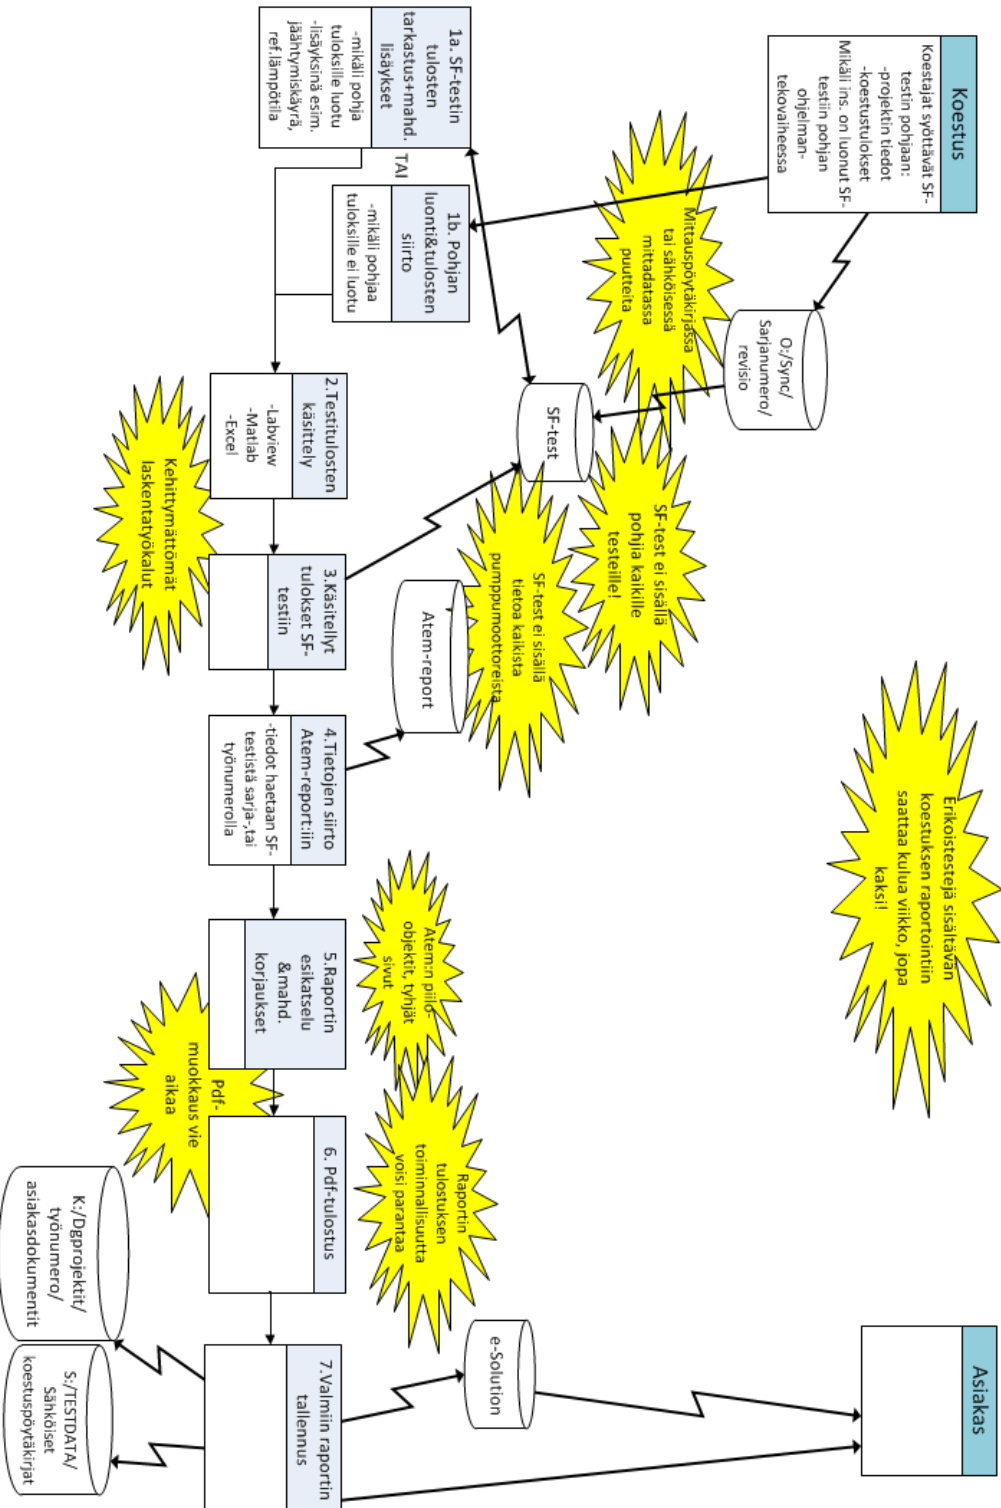 Koestus
Koestajat syöttävät SF-
testin pohjaan:
-projektin tiedot
-koestustulokset
Mikäli ins. on luonut SF-
testiin pohjan
ohjelman-
tekovaiheessa
Asiakas
Erikoistestejä sisältävän
koestuksen raportointiin
saattaa kulua viikko, jopa
kaksi!
O:/Sync/
Sarjanumero/
revisio
Mittauspöytäkirjassa
tai sähköisessä
mittadatassa
puutteita
SF-test ei sisällä
pohjia kaikille
testeille!
SF-test
SF-test ei sisällä
tietoa kaikista
pumppumoottoreista
Atem-report
e-Solution
Atem:n piilo-
objektit, tyhjät
sivut
Raportin
tulostuksen
toiminnallisuutta
voisi parantaa
1a. SF-testin
tulosten
tarkastus+mahd.
lisäykset
-mikäli pohja
tuloksille luotu
-lisäyksinä esim.
jäähtymiskäyrä,
ref.lämpötila
TAI
1b. Pohjan
luonti&tulosten
siirto
-mikäli pohjaa
tuloksille ei luotu
2.Testitulosten
käsittely
-Labview
-Matlab
-Excel
3.Käsitellyt
tulokset SF-
testiin
4.Tietojen siirto
Atem-report:iin
-tiedot haetaan SF-
testistä sarja-,tai
työnumerolla
5.Raportin
esikatselu
&mahd.
korjaukset
6. Pdf-tulostus
7.Valmiin raportin
tallennus
Kehittymättömät
laskentatyökalut
Pdf-
muokkaus vie
aikaa
K:/Dgprojektit/
työnumero/
asiakasdokumentit
S:/TESTDATA/
Sähköiset
koestuspöytäkirjat